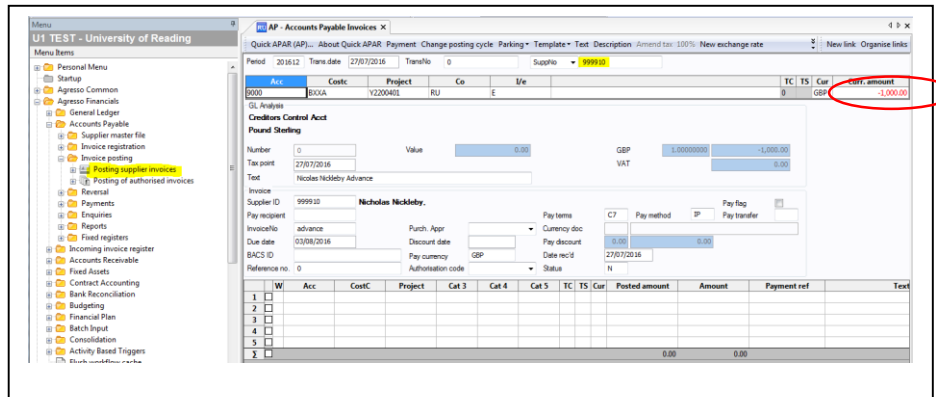 Menu
U1 TEST - University of Reading
Menu Items
Personal Menu
Startup
Agresso Common
Agresso Financials
General Ledger
Accounts Payable
Supplier master file
Invoice registration
Invoice posting
Posting supplier invoices
Posting of authorised invoices
Reversal
Payments
Enquiries
Reports
Fixed registers
Incoming invoice register
Accounts Receivable
Fixed Assets
Contract Accounting
Bank Reconciliation
Budgeting
Financial Plan
Batch Input
Consolidation
Activity Based Triggers
Flush workflow cache
RU AP - Accounts Payable Invoices
Quick APAR (AP)... About Quick APAR Payment Change posting cycle Parking Template Text Description Amend tax 100% New exchange rate New link Organise links
Period 201612 Trans.date 27/07/2016 TransNo 0 SuppNo 999910
Acc Costc Project Co I/e TC TS Cur Curr. amount
9000 BXXA Y2200401 RU E 0 GBP -1,000.00
GL Analysis
Creditors Control Acct
Pound Sterling
Number 0 Value 0.00 GBP 1.00000000 -1,000.00
Tax point 27/07/2016 VAT 0.00
Text Nicolas Nickleby Advance
Invoice
Supplier ID 999910 Nicholas Nickleby. Pay flag
Pay recipient Pay terms C7 Pay method IP Pay transfer
InvoiceNo advance Purch. Appr Currency doc
Due date 03/08/2016 Discount date Pay discount 0.00 0.00
BACS ID Pay currency GBP Date rec'd 27/07/2016
Reference no. 0 Authorisation code Status N
W Acc CostC Project Cat 3 Cat 4 Cat 5 TC TS Cur Posted amount Amount Payment ref Text
1
2
3
4
5
Σ 0.00 0.00